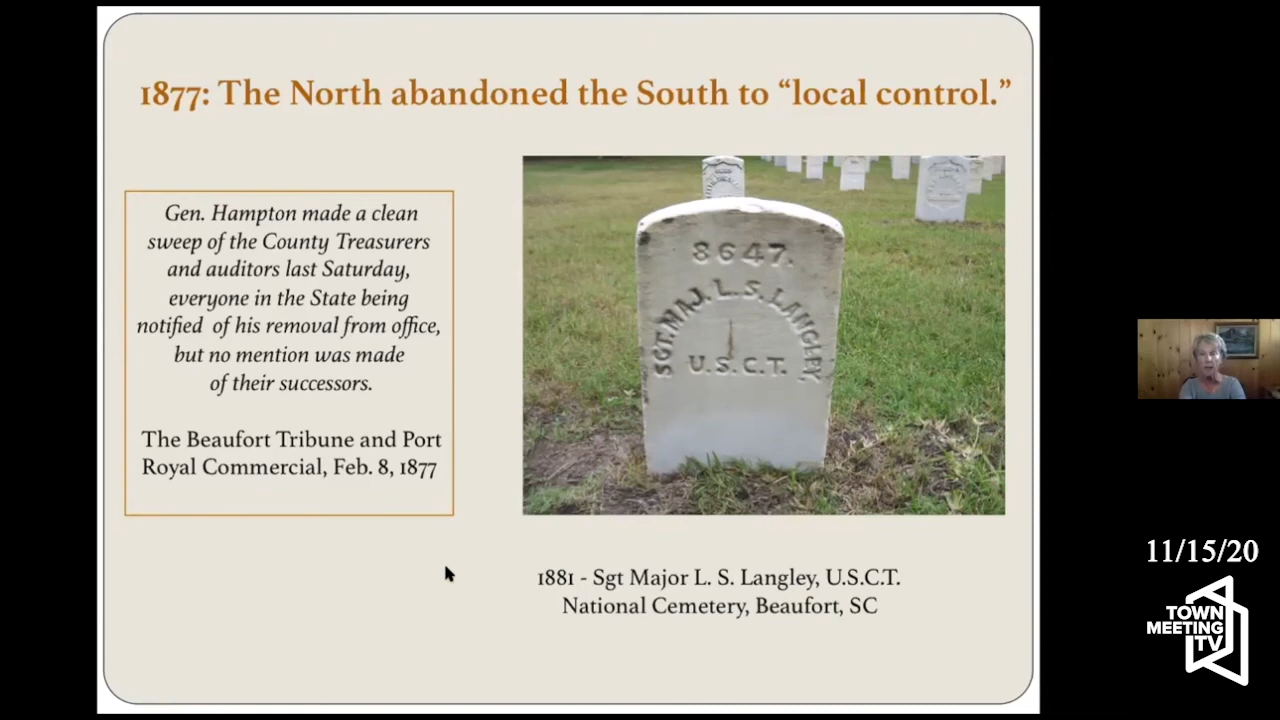 1877: The North abandoned the South to “local control.”
Gen. Hampton made a clean
sweep of the County Treasurers
and auditors last Saturday,
everyone in the State being
notified of his removal from office,
but no mention was made
of their successors.
The Beaufort Tribune and Port
Royal Commercial, Feb. 8, 1877
8647.
SGT. MAJ. L. S. LANGLEY,
U.S.C.T.
1881 - Sgt Major L. S. Langley, U.S.C.T.
National Cemetery, Beaufort, SC
11/15/20
TOWN
MEETING
TV